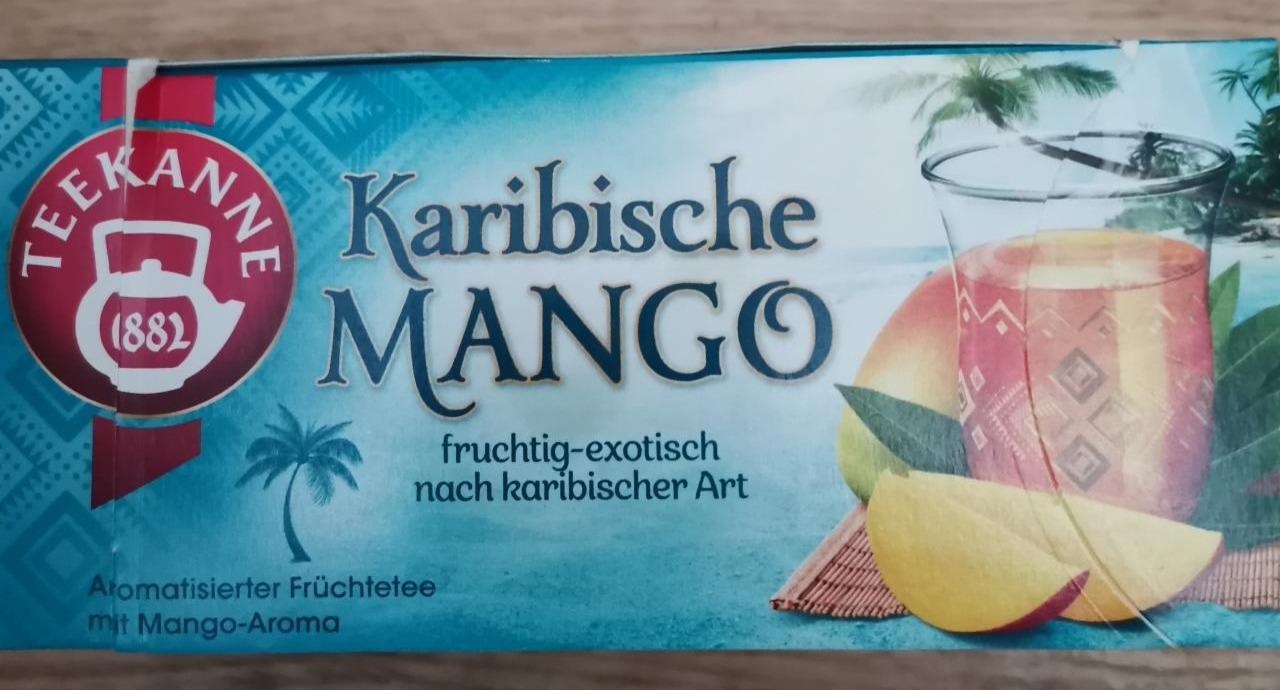 TEEKANNE
1882
Karibische
MANGO
fruchtig-exotisch
nach karibischer Art
Aromatisierter Früchtetee
mit Mango-Aroma